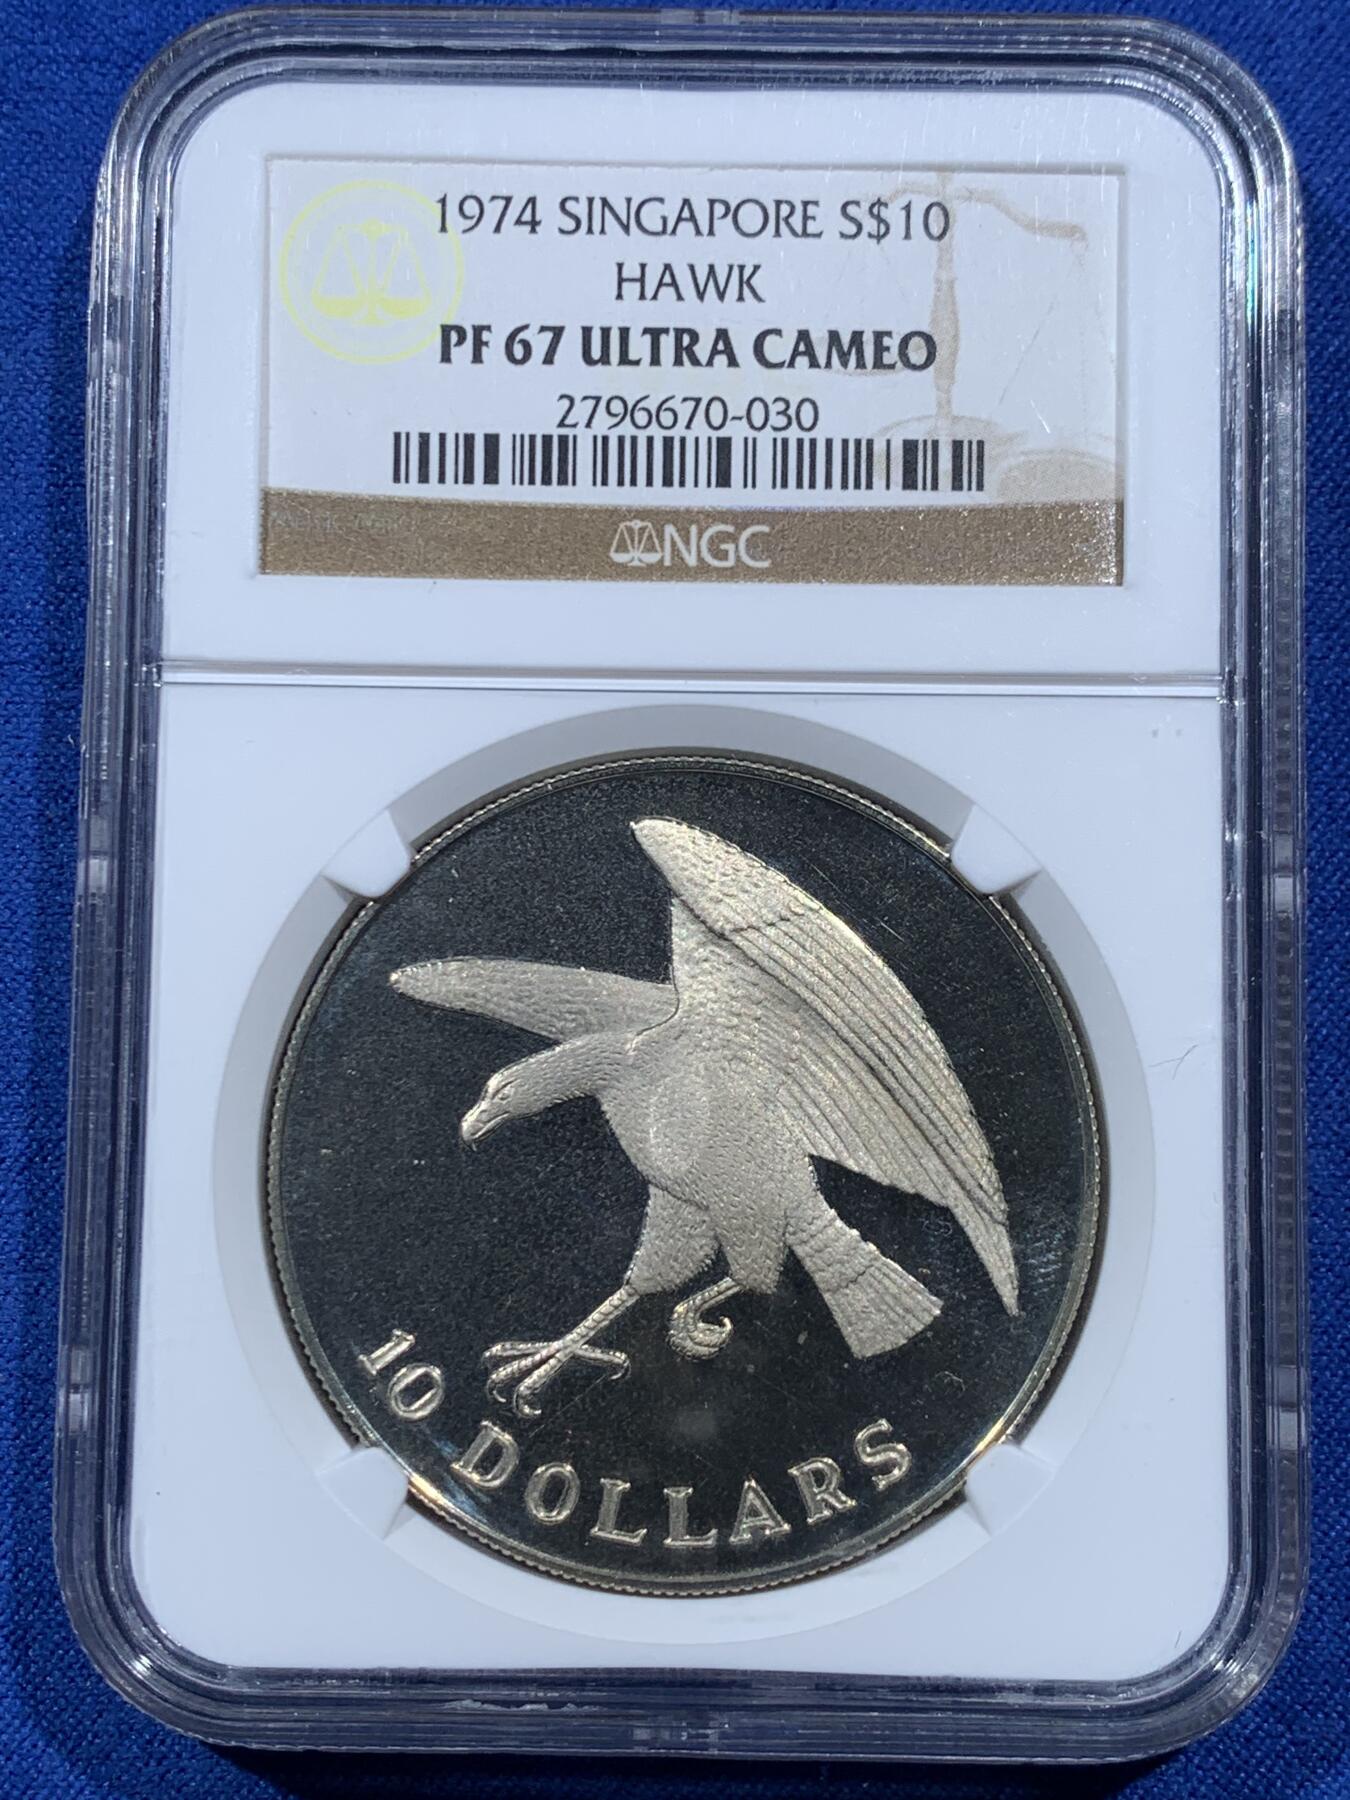 1974 SINGAPORE S$10
HAWK
PF 67 ULTRA CAMEO
2796670-030
NGC
10 DOLLARS